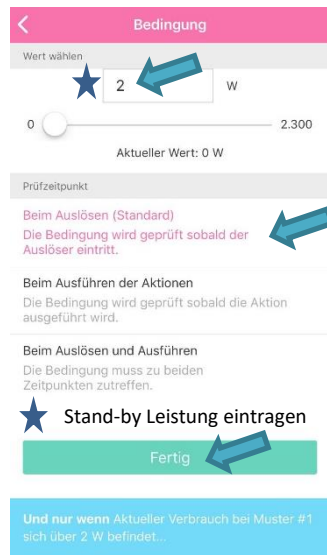 Bedingung
Wert wählen
2 W
0 2.300
Aktueller Wert: 0 W
Prüfzeitpunkt
Beim Auslösen (Standard)
Die Bedingung wird geprüft sobald der
Auslöser eintritt.
Beim Ausführen der Aktionen
Die Bedingung wird geprüft sobald die Aktion
ausgeführt wird.
Beim Auslösen und Ausführen
Die Bedingung muss zu beiden
Zeitpunkten zutreffen.
Stand-by Leistung eintragen
Fertig
Und nur wenn Aktueller Verbrauch bei Muster #1
sich über 2 W befindet...